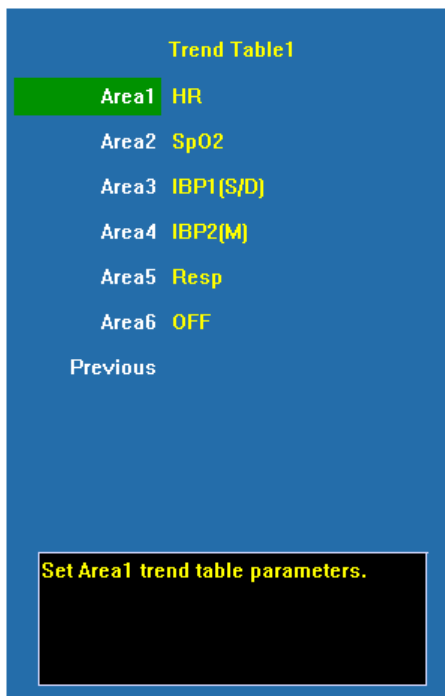 Trend Table1
Area1 HR
Area2 SpO2
Area3 IBP1(S/D)
Area4 IBP2(M)
Area5 Resp
Area6 OFF
Previous
Set Area1 trend table parameters.